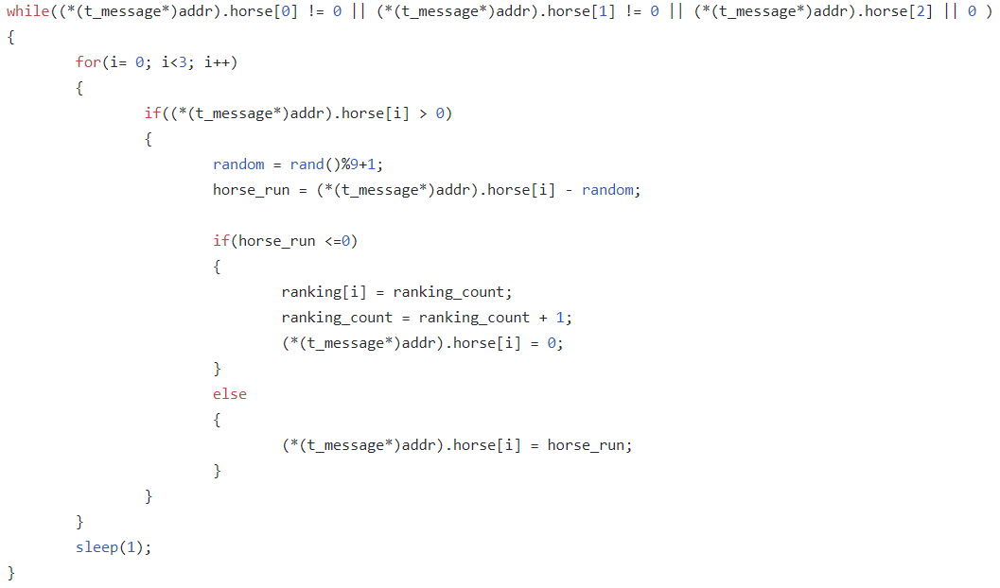 while((*(t_message*)addr).horse[0] != 0 || (*(t_message*)addr).horse[1] != 0 || (*(t_message*)addr).horse[2] || 0 )
{
for(i= 0; i<3; i++)
{
if((*(t_message*)addr).horse[i] > 0)
{
random = rand()%9+1;
horse_run = (*(t_message*)addr).horse[i] - random;
if(horse_run <=0)
{
ranking[i] = ranking_count;
ranking_count = ranking_count + 1;
(*(t_message*)addr).horse[i] = 0;
}
else
{
(*(t_message*)addr).horse[i] = horse_run;
}
}
}
sleep(1);
}